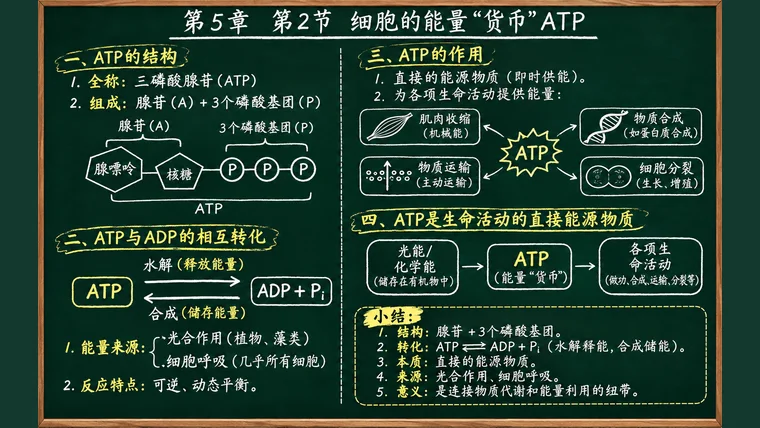 第5章 第2节 细胞的能量“货币”ATP
一、ATP的结构
1. 全称：三磷酸腺苷(ATP)
2. 组成：腺苷(A)+3个磷酸基团(P)
腺苷(A)
3个磷酸基团(P)
腺嘌呤
核糖
P
P
P
ATP
二、ATP与ADP的相互转化
水解(释放能量)
ATP
ADP+Pi
合成(储存能量)
1. 能量来源：
光合作用(植物、藻类)
细胞呼吸(几乎所有细胞)
2. 反应特点：可逆、动态平衡。
三、ATP的作用
1. 直接的能源物质(即时供能)。
2. 为各项生命活动提供能量：
肌肉收缩
(机械能)
物质合成
(如蛋白质合成)
ATP
物质运输
(主动运输)
细胞分裂
(生长、增殖)
四、ATP是生命活动的直接能源物质
光能/
化学能
(储存在有机物中)
ATP
(能量“货币”)
各项生
命活动
(做功、合成、运输、分裂等)
小结：
1. 结构：腺苷+3个磷酸基团。
2. 转化：ATP⇌ADP+Pi(水解释能，合成储能)。
3. 本质：直接的能源物质。
4. 来源：光合作用、细胞呼吸。
5. 意义：是连接物质代谢和能量利用的纽带。